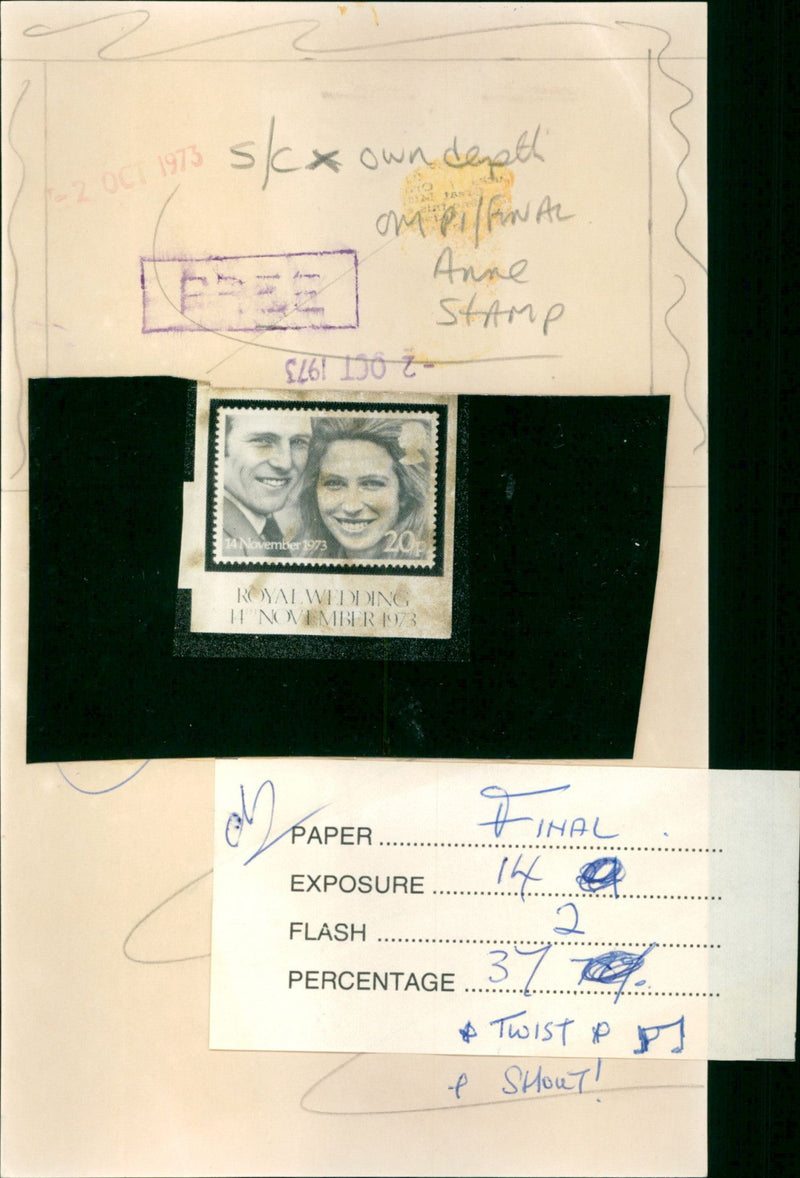 -2 OCT 1973
S/C x own depth
OM P1/FINAL
Anne
STAMP
FREE
-2 OCT 1973
14 November 1973
20p
ROYAL WEDDING
14TH NOVEMBER 1973
PAPER FINAL
EXPOSURE 14
FLASH 2
PERCENTAGE 37 %
TWIST
SHOUT!